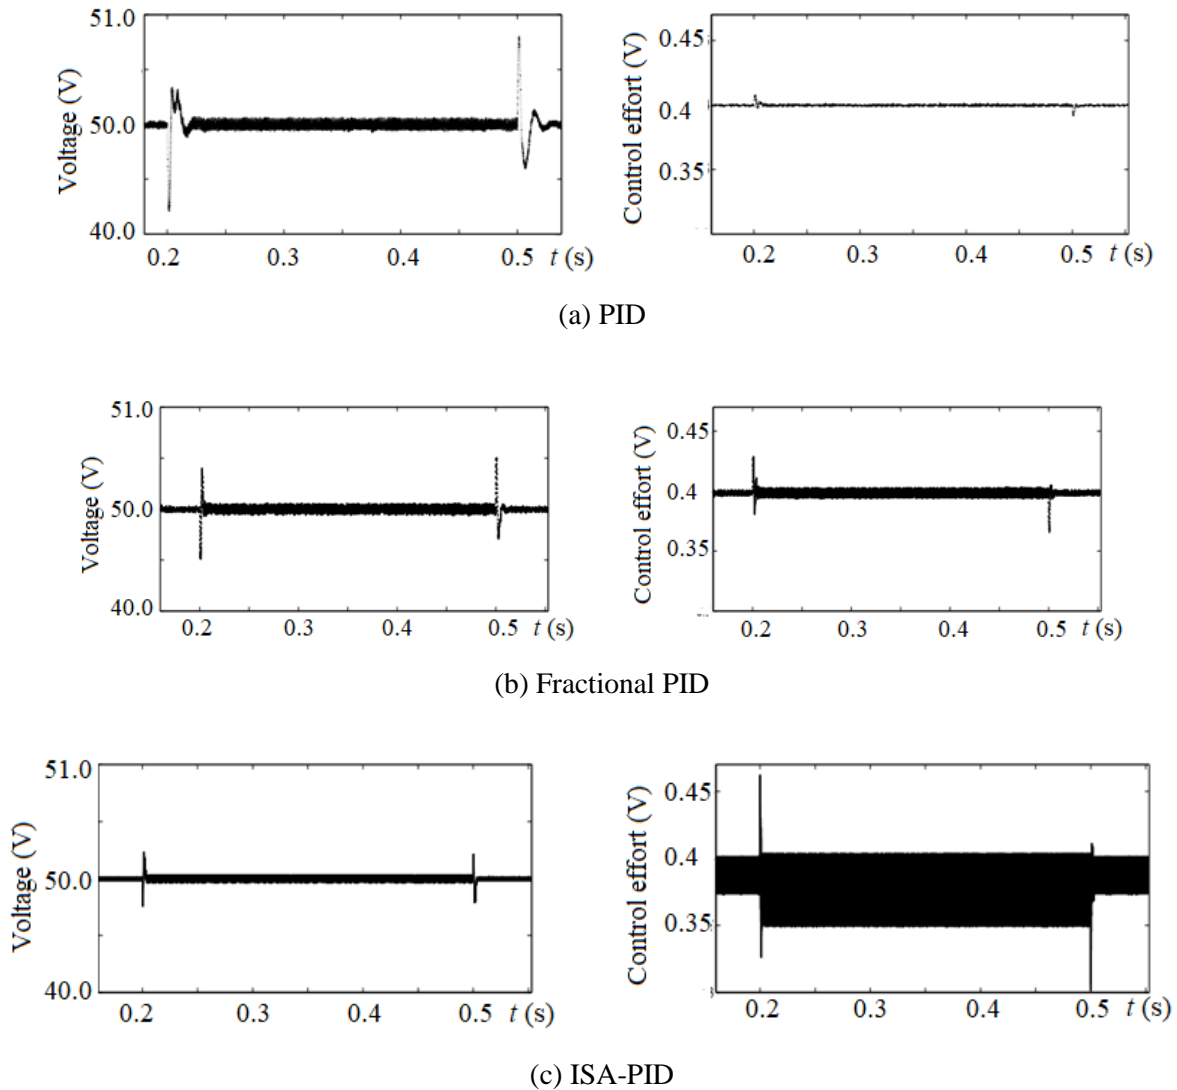 51.0
50.0
40.0
Voltage (V)
0.2 0.3 0.4 0.5 t (s)
0.45
0.4
0.35
Control effort (V)
0.2 0.3 0.4 0.5 t (s)
(a) PID
51.0
50.0
40.0
Voltage (V)
0.2 0.3 0.4 0.5 t (s)
0.45
0.4
0.35
Control effort (V)
0.2 0.3 0.4 0.5 t (s)
(b) Fractional PID
51.0
50.0
40.0
Voltage (V)
0.2 0.3 0.4 0.5 t (s)
0.45
0.4
0.35
Control effort (V)
0.2 0.3 0.4 0.5 t (s)
(c) ISA-PID